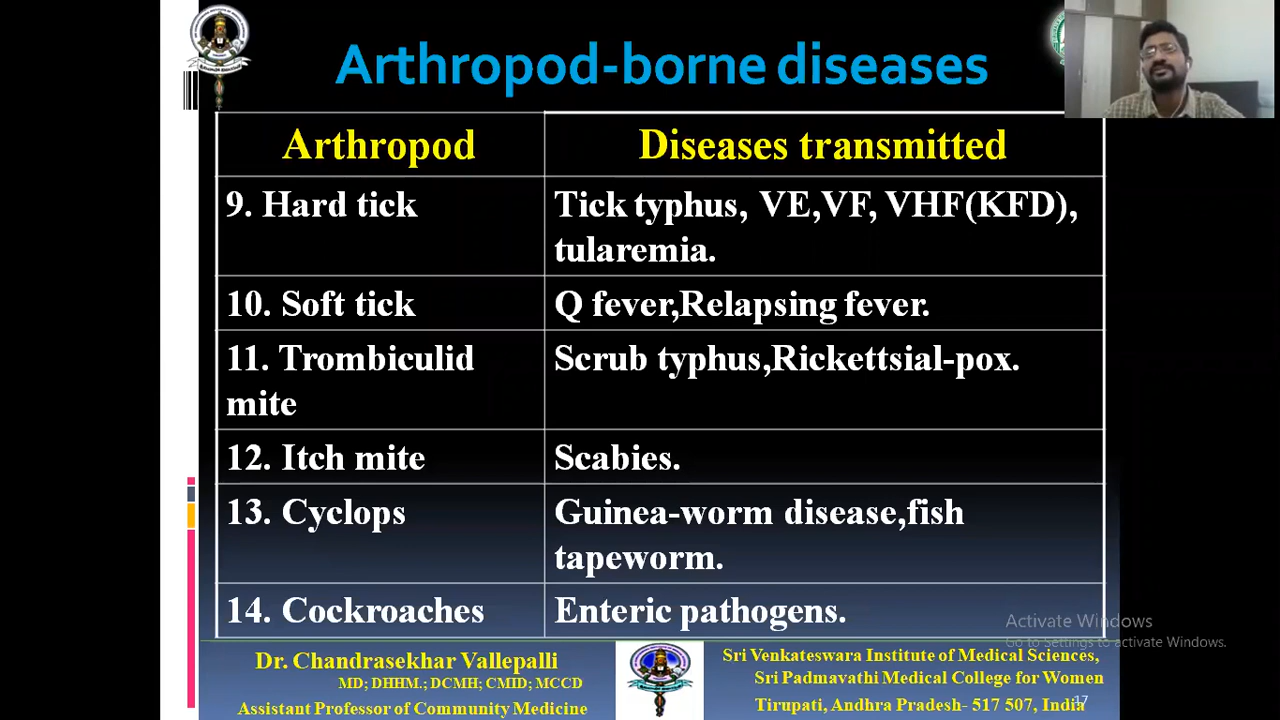 Arthropod-borne diseases
Arthropod
Diseases transmitted
9. Hard tick
Tick typhus, VE,VF, VHF(KFD),
tularemia.
10. Soft tick
Q fever,Relapsing fever.
11. Trombiculid
mite
Scrub typhus,Rickettsial-pox.
12. Itch mite
Scabies.
13. Cyclops
Guinea-worm disease,fish
tapeworm.
14. Cockroaches
Enteric pathogens.
Activate Windows
Go to Settings to activate Windows.
Dr. Chandrasekhar Vallepalli
MD; DHHM.; DCMH; CMID; MCCD
Assistant Professor of Community Medicine
Sri Venkateswara Institute of Medical Sciences,
Sri Padmavathi Medical College for Women
Tirupati, Andhra Pradesh- 517 507, India
17